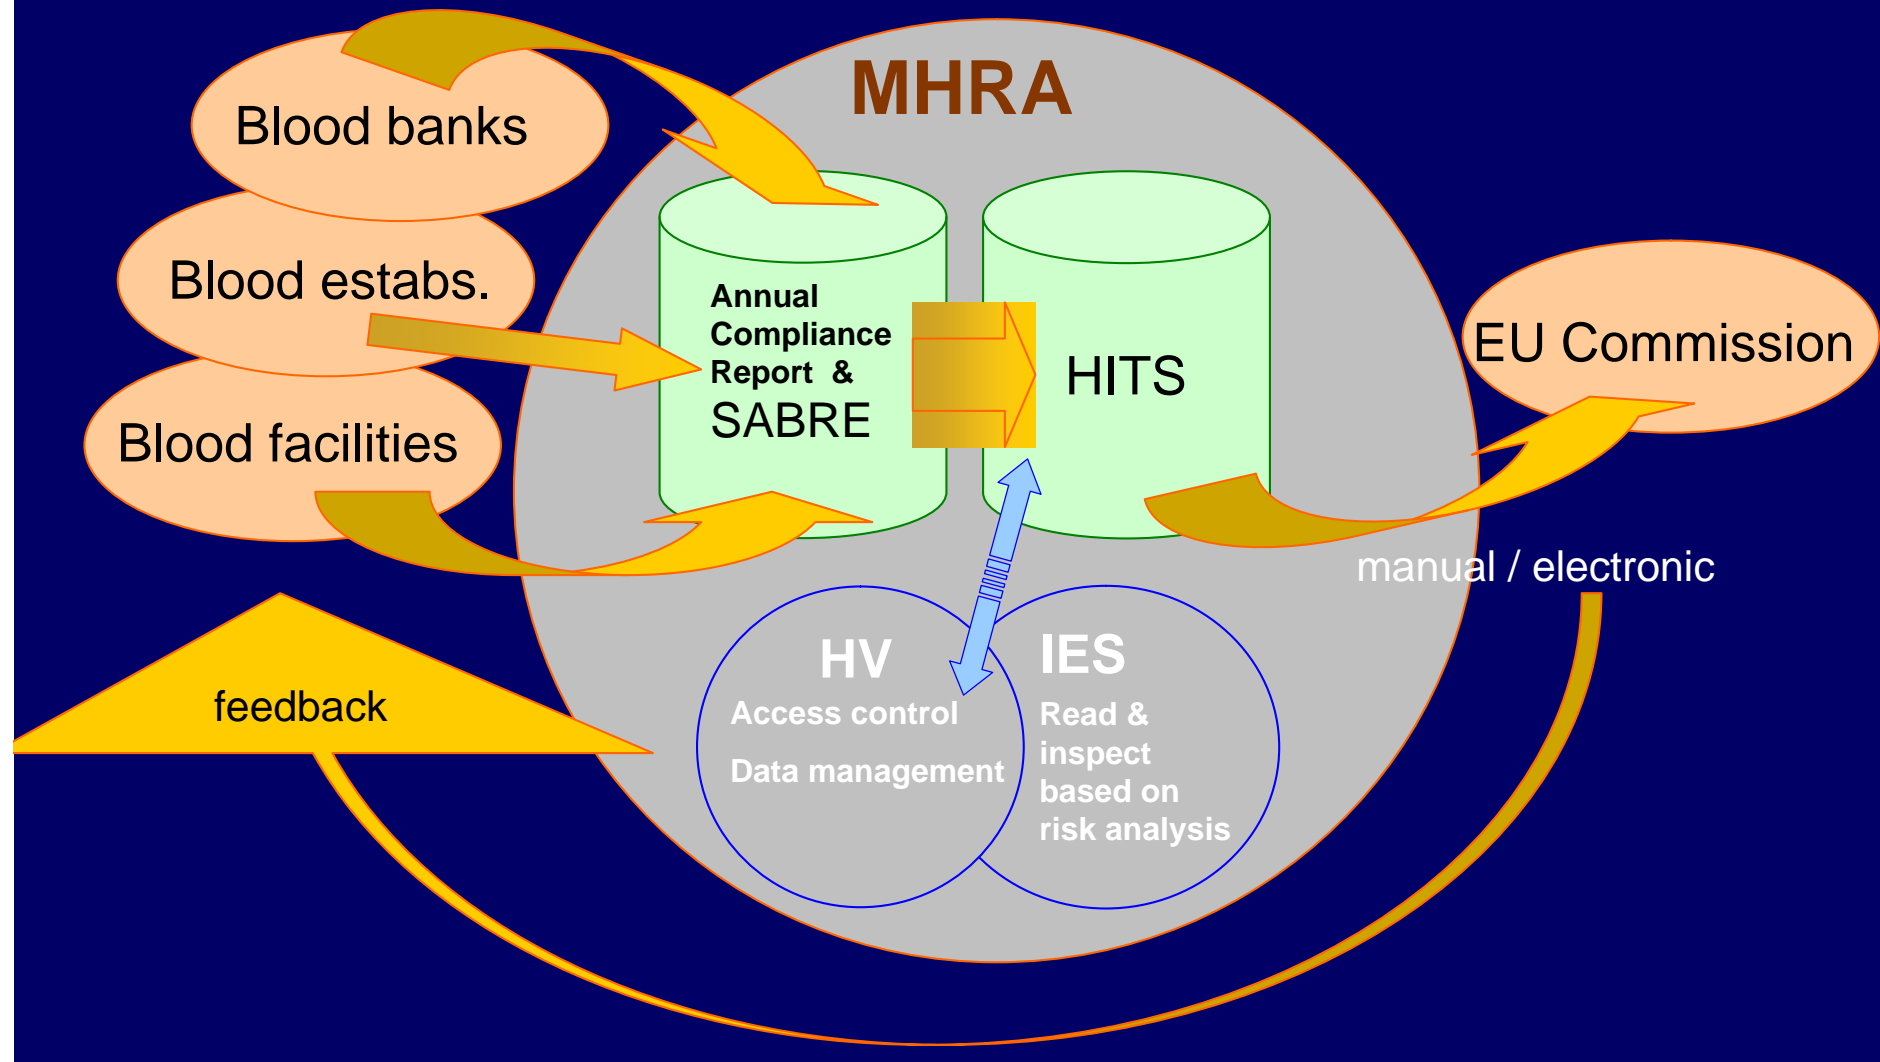 MHRA
Blood banks
Blood estabs.
Blood facilities
Annual
Compliance
Report &
SABRE
HITS
EU Commission
manual / electronic
feedback
HV
Access control
Data management
IES
Read &
inspect
based on
risk analysis